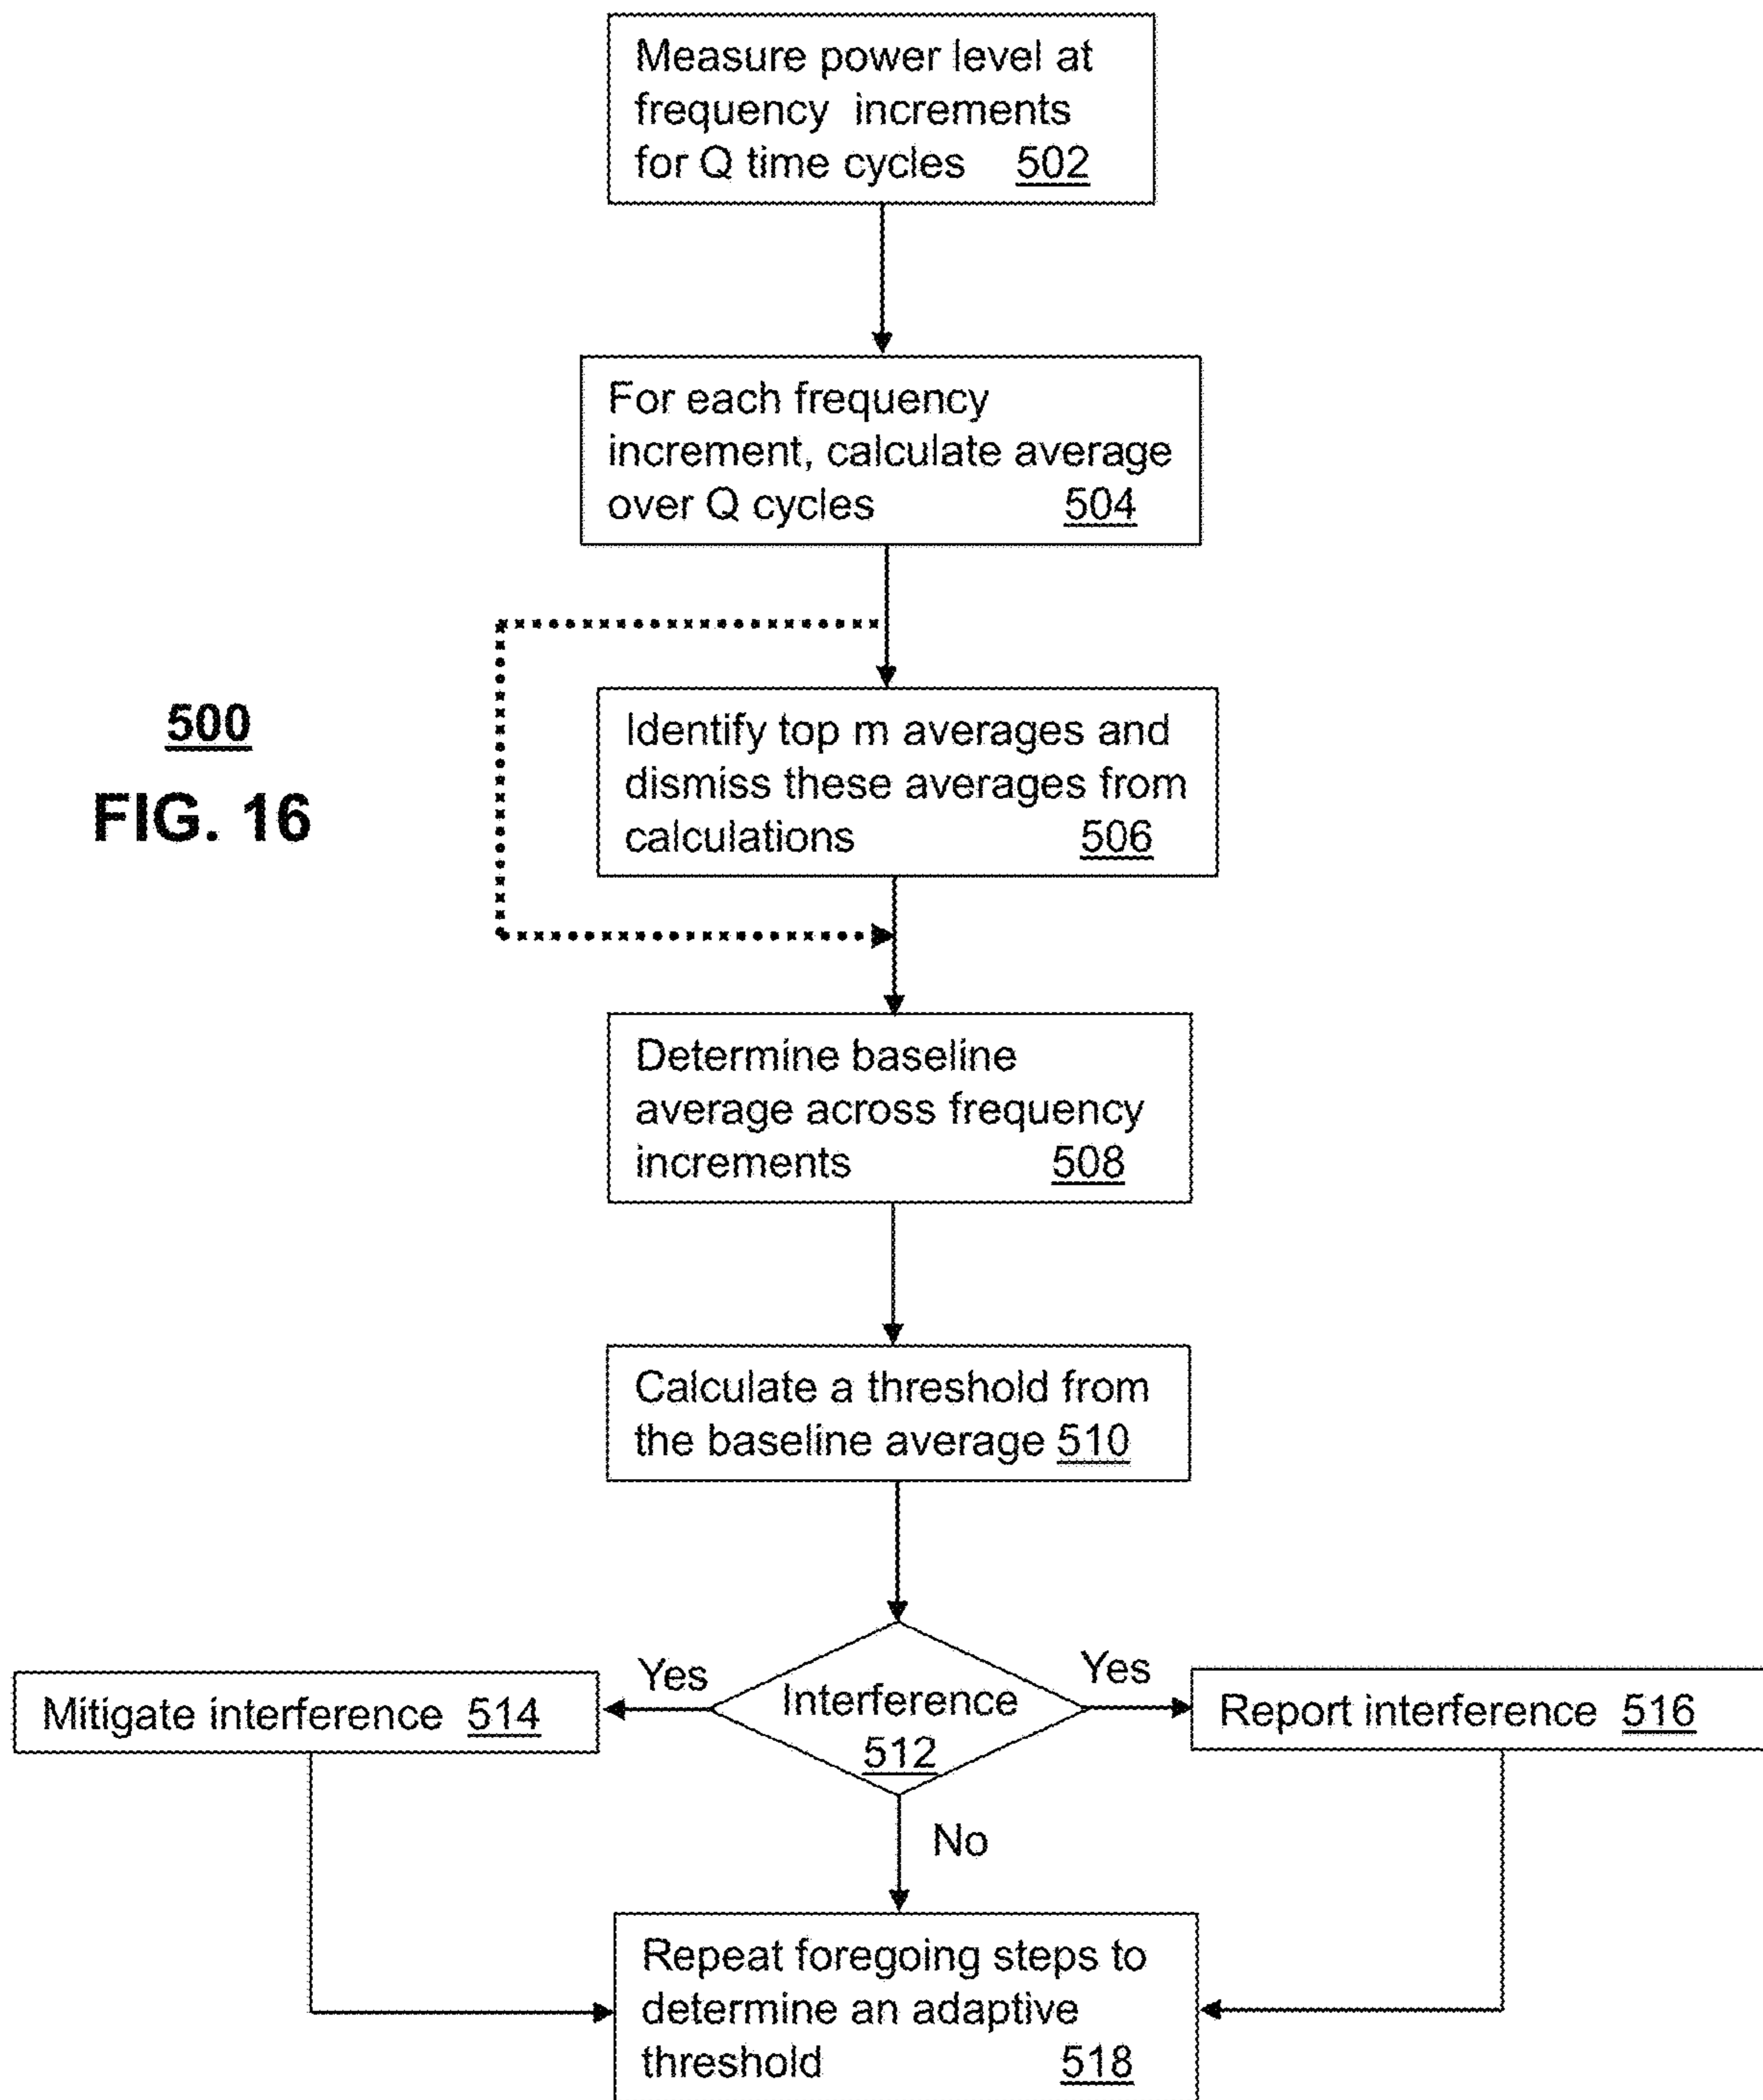 Measure power level at
frequency increments
for Q time cycles 502
For each frequency
increment, calculate average
over Q cycles 504
500
FIG. 16
Identify top m averages and
dismiss these averages from
calculations 506
Determine baseline
average across frequency
increments 508
Calculate a threshold from
the baseline average 510
Yes
Yes
Mitigate interference 514
Interference
512
Report interference 516
No
Repeat foregoing steps to
determine an adaptive
threshold 518